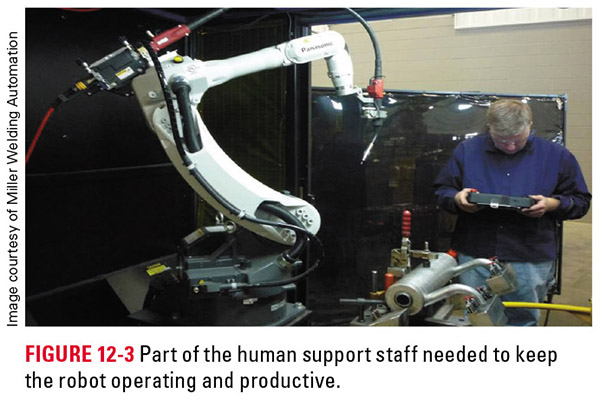 Image courtesy of Miller Welding Automation
Panasonic
FIGURE 12-3 Part of the human support staff needed to keep
the robot operating and productive.